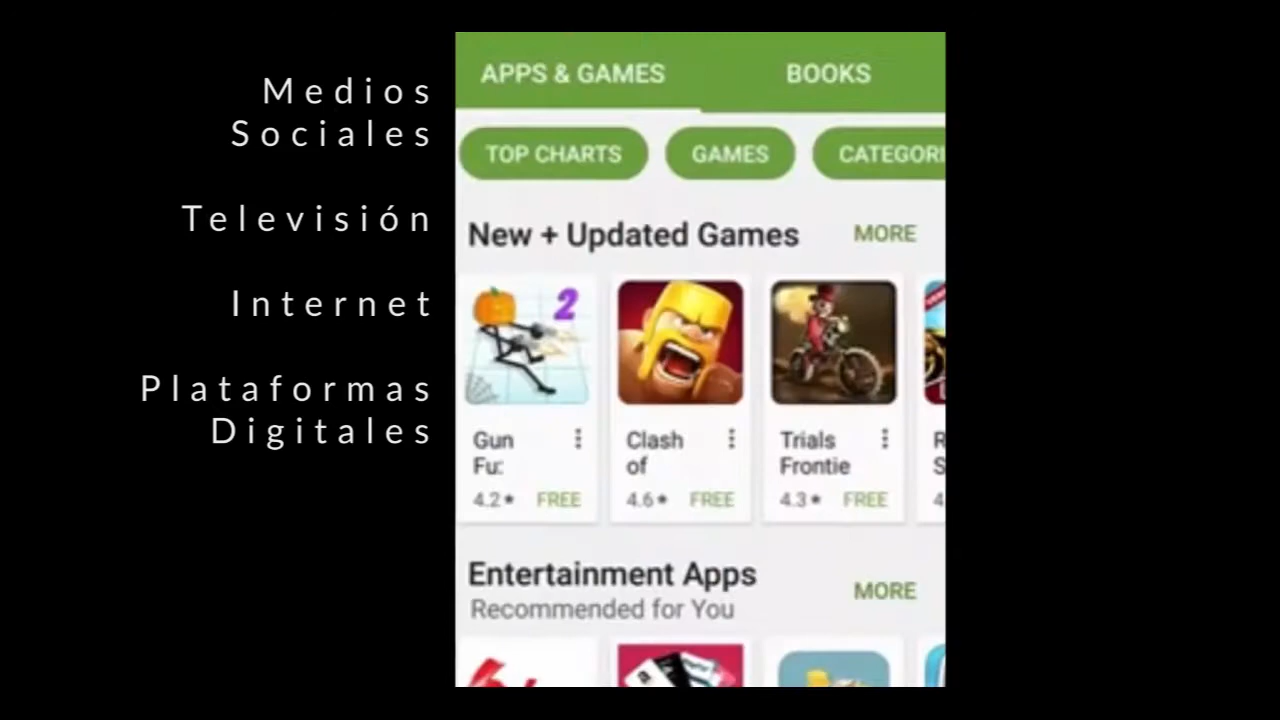 Medios
Sociales
Televisión
Internet
Plataformas
Digitales
APPS & GAMES
BOOKS
TOP CHARTS
GAMES
CATEGORI
New + Updated Games
MORE
2
Gun
Fu:
4.2★ FREE
Clash
of
4.6★ FREE
Trials
Frontie
4.3★ FREE
R
S
4
Entertainment Apps
MORE
Recommended for You